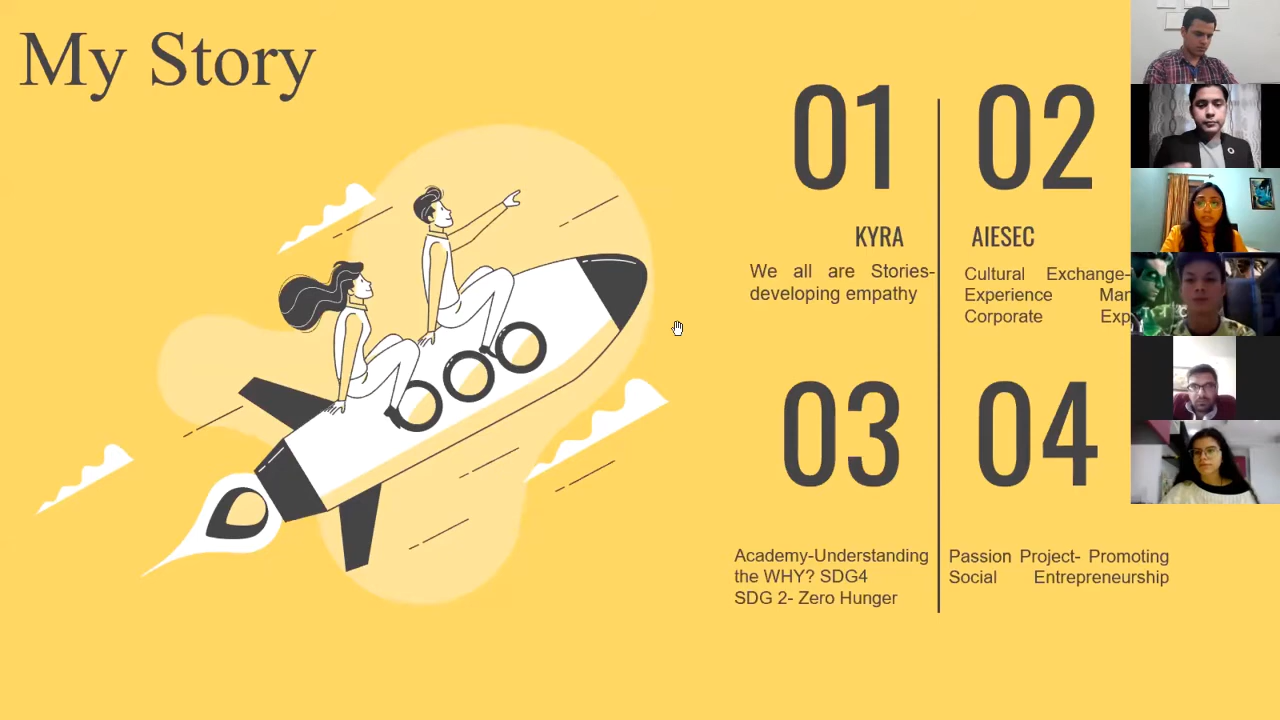 My Story
01
KYRA
We all are Stories-
developing empathy
02
AIESEC
Cultural Exchange-
Experience
Corporate
03
Academy-Understanding
the WHY? SDG4
SDG 2- Zero Hunger
04
Passion Project- Promoting
Social Entrepreneurship